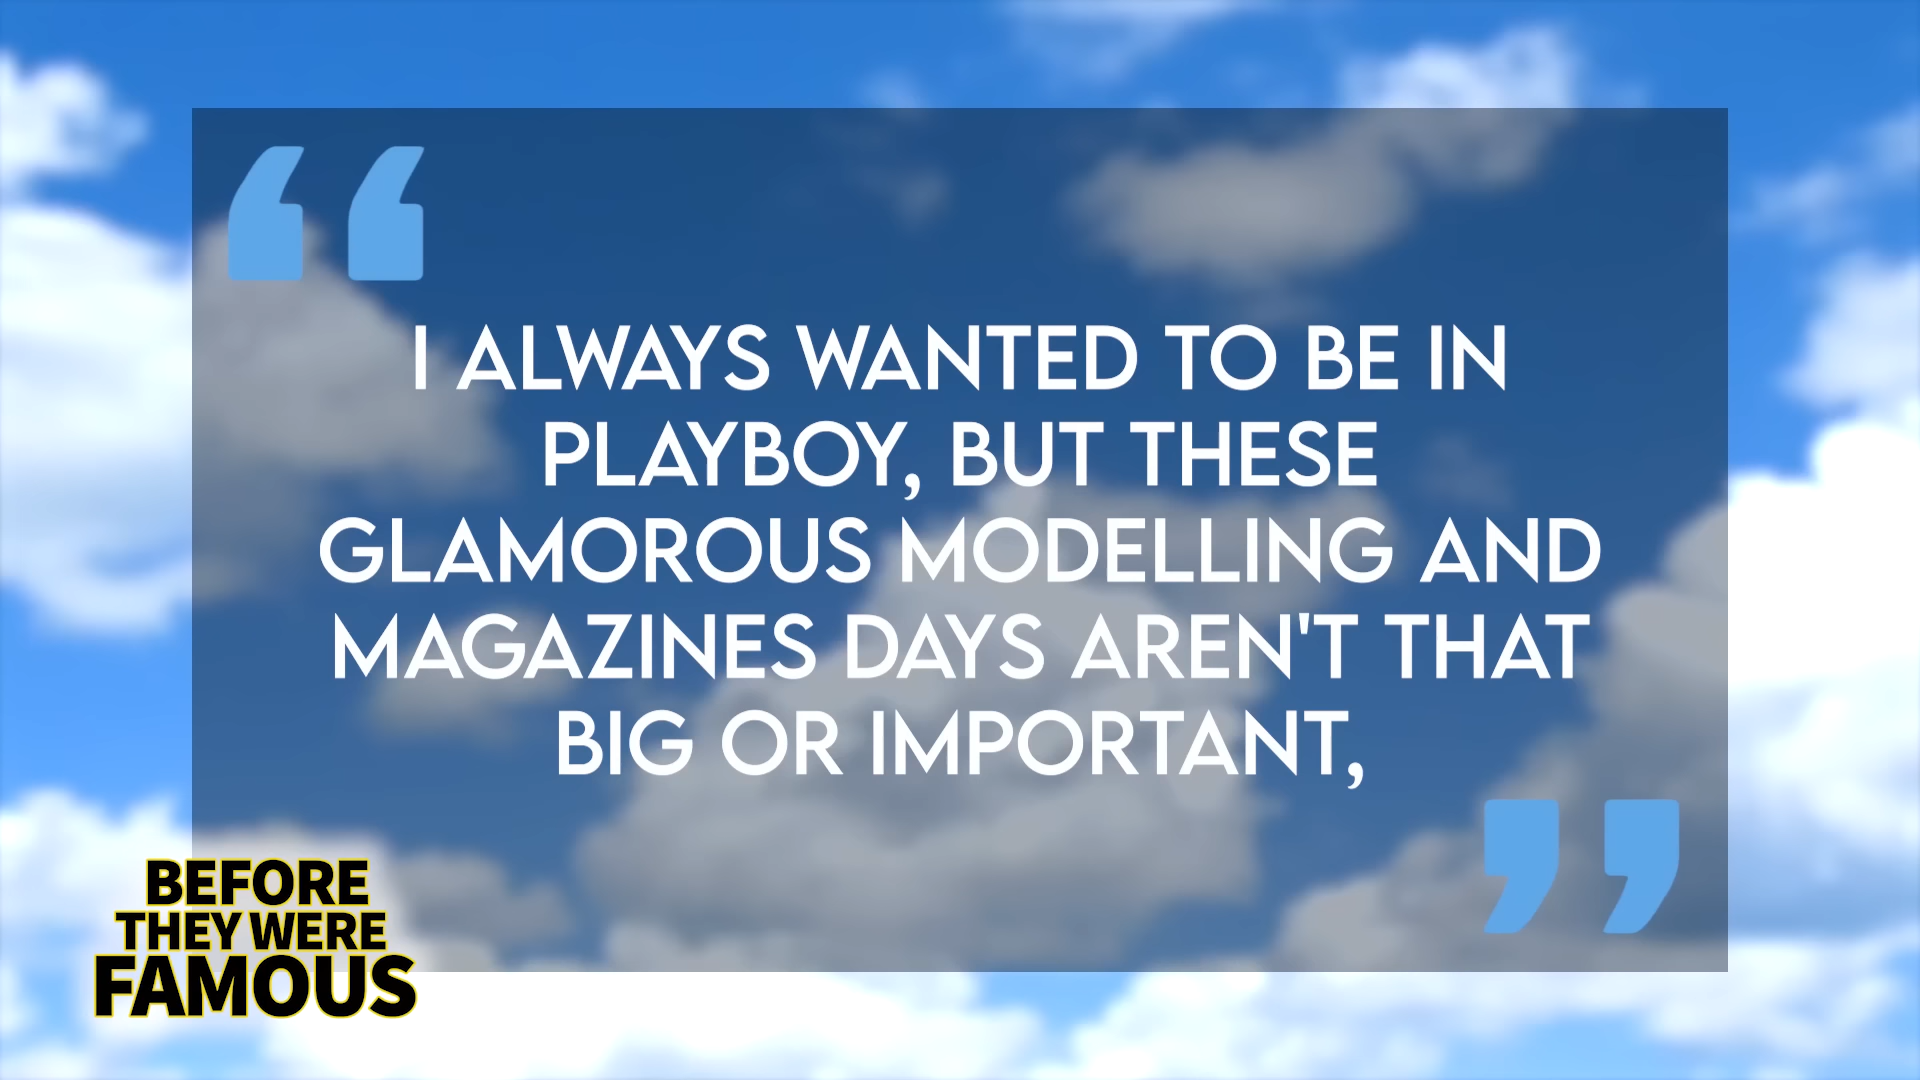 “
I ALWAYS WANTED TO BE IN
PLAYBOY, BUT THESE
GLAMOROUS MODELLING AND
MAGAZINES DAYS AREN'T THAT
BIG OR IMPORTANT,
”
BEFORE
THEY WERE
FAMOUS